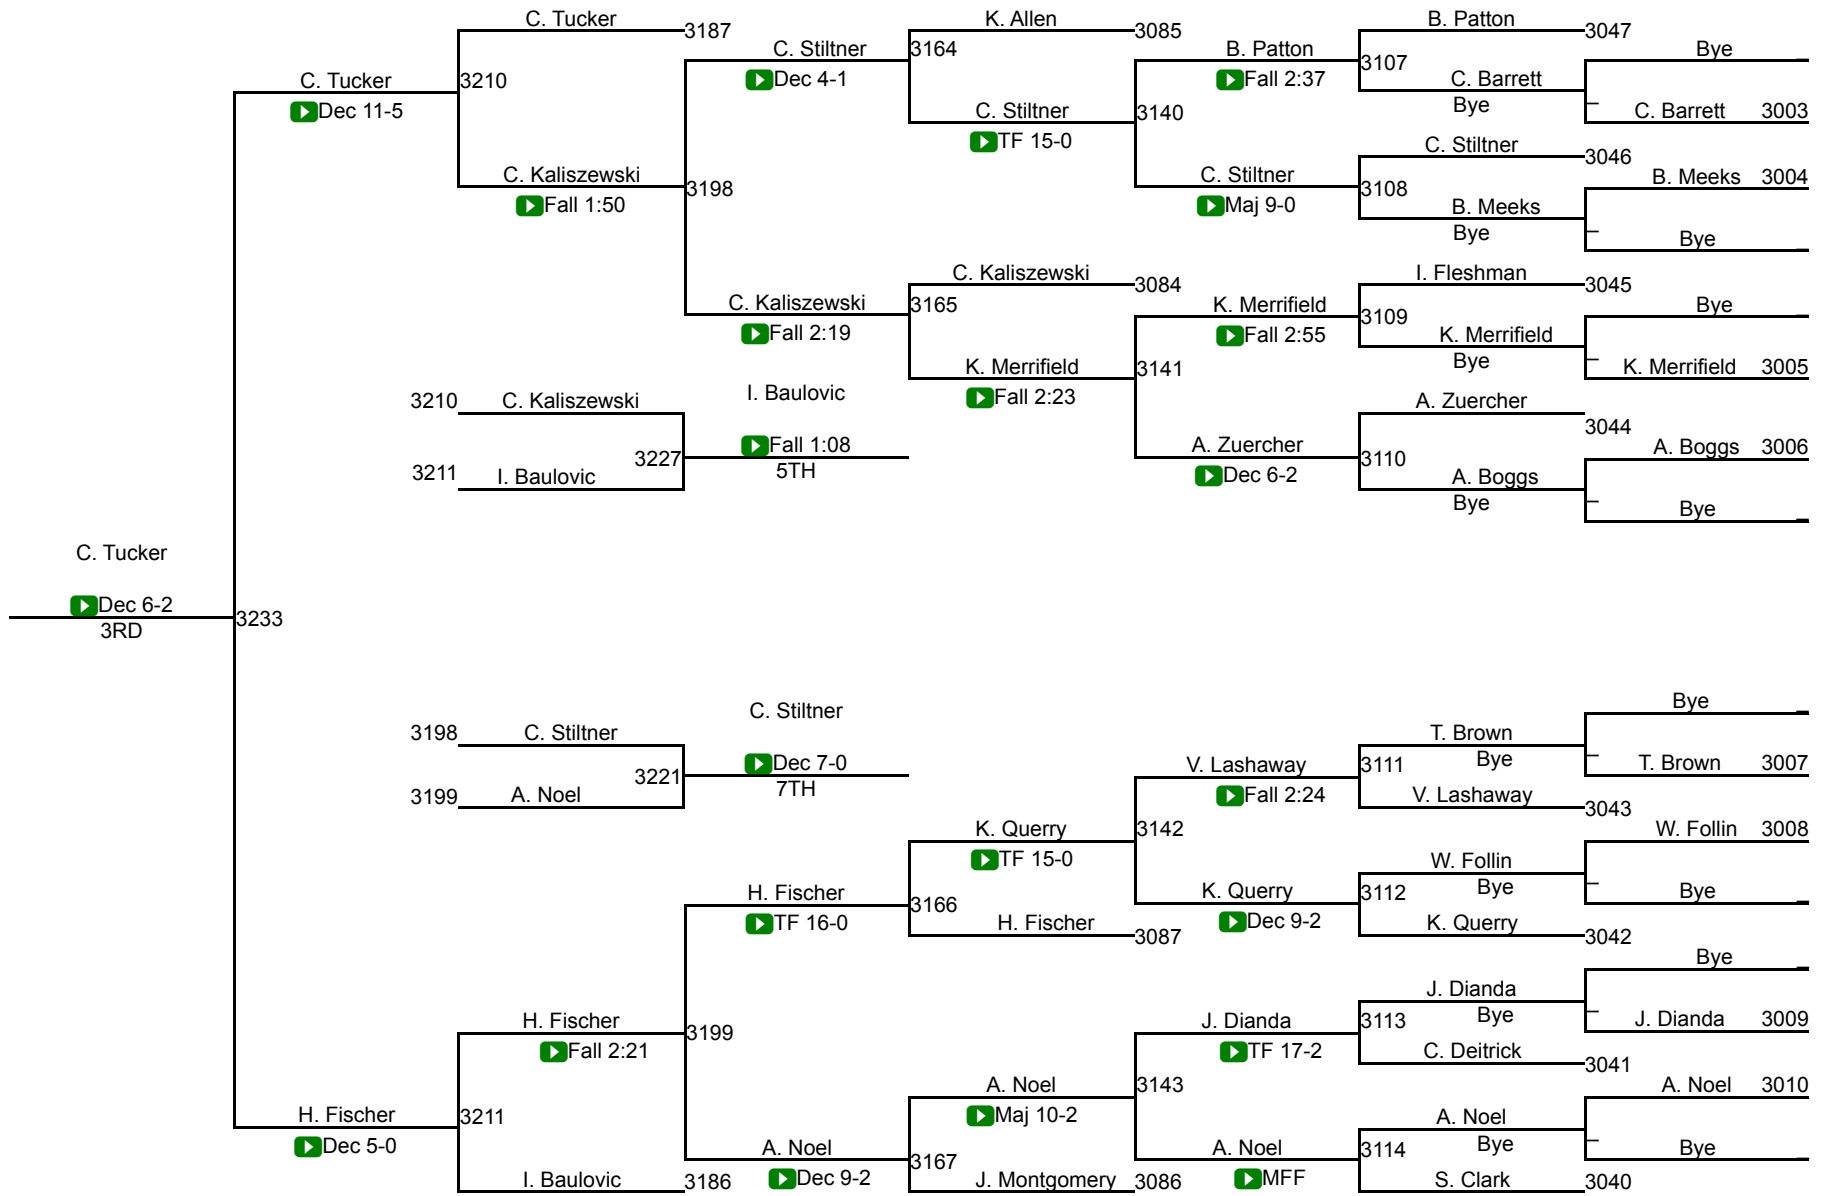 C. Tucker
K. Allen
B. Patton
3187
3085
3047
C. Stiltner
3164
B. Patton
Bye
C. Tucker
3210
Dec 4-1
Fall 2:37
3107
C. Barrett
Dec 11-5
C. Stiltner
3140
Bye
C. Barrett 3003
TF 15-0
C. Stiltner
3046
C. Kaliszewski
3198
C. Stiltner
3108
B. Meeks 3004
Fall 1:50
Maj 9-0
B. Meeks
Bye
Bye
C. Kaliszewski
3084
I. Fleshman
3045
C. Kaliszewski
3165
K. Merrifield
3109
Bye
Fall 2:19
Fall 2:55
K. Merrifield
K. Merrifield
3141
Bye
K. Merrifield 3005
3210
C. Kaliszewski
I. Baulovic
Fall 2:23
A. Zuercher
3044
3227
Fall 1:08
A. Zuercher
3110
A. Boggs 3006
3211
I. Baulovic
5TH
Dec 6-2
A. Boggs
Bye
Bye
C. Tucker
Dec 6-2
3233
3RD
3198
C. Stiltner
C. Stiltner
Bye
3221
Dec 7-0
V. Lashaway
3111
T. Brown
Bye
T. Brown 3007
3199
A. Noel
7TH
Fall 2:24
V. Lashaway
3043
K. Querry
3142
W. Follin 3008
TF 15-0
W. Follin
H. Fischer
3166
K. Querry
3112
Bye
Bye
TF 16-0
H. Fischer
3087
Dec 9-2
K. Querry
3042
Bye
H. Fischer
3199
J. Dianda
3113
J. Dianda
Bye
J. Dianda 3009
Fall 2:21
TF 17-2
C. Deitrick
3041
A. Noel
3143
A. Noel 3010
H. Fischer
3211
Maj 10-2
A. Noel
Dec 5-0
A. Noel
3167
A. Noel
3114
Bye
Bye
I. Baulovic
3186
Dec 9-2
J. Montgomery
3086
MFF
S. Clark
3040